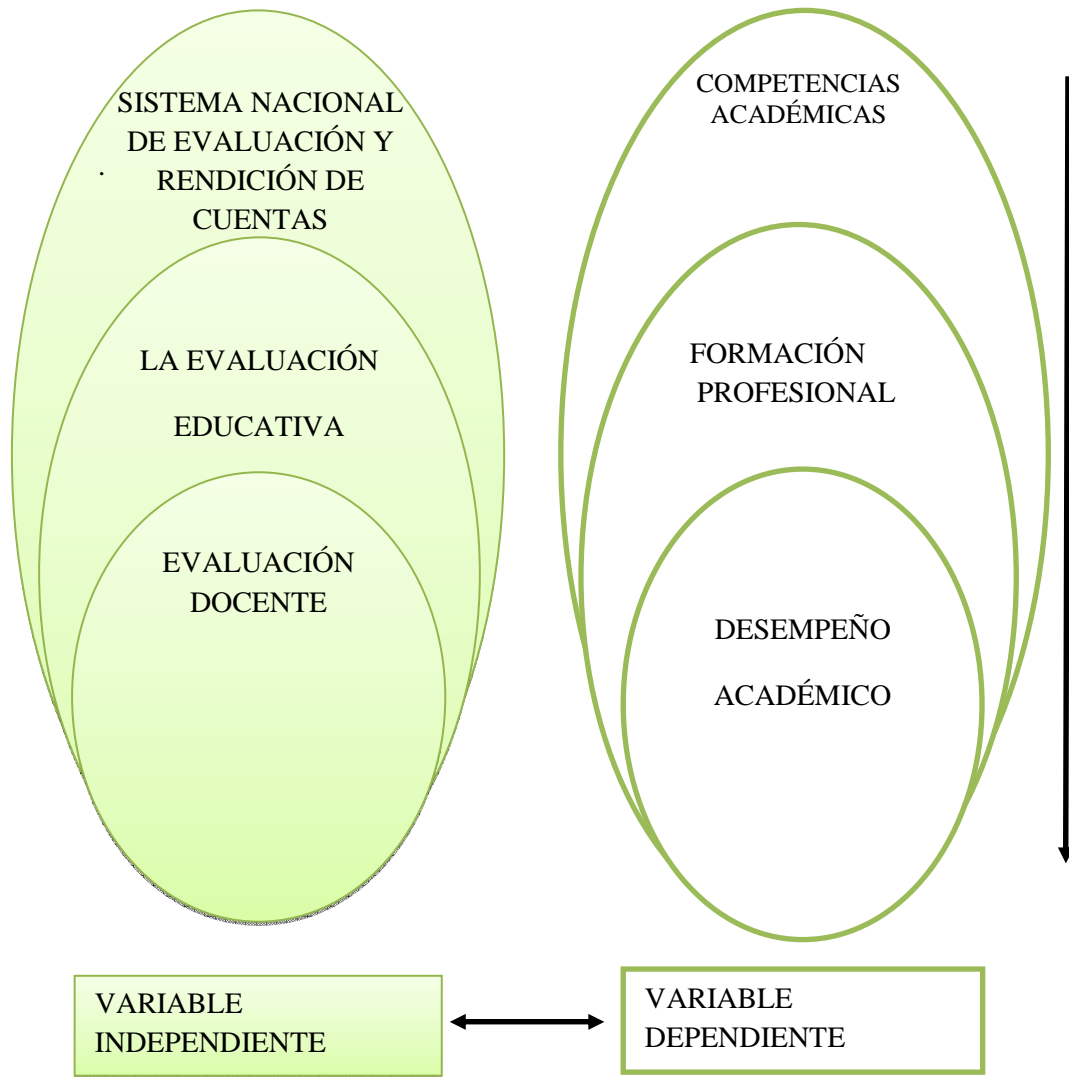 SISTEMA NACIONAL
DE EVALUACIÓN Y
RENDICIÓN DE
CUENTAS
.
LA EVALUACIÓN
EDUCATIVA
EVALUACIÓN
DOCENTE
VARIABLE
INDEPENDIENTE
COMPETENCIAS
ACADÉMICAS
FORMACIÓN
PROFESIONAL
DESEMPEÑO
ACADÉMICO
VARIABLE
DEPENDIENTE